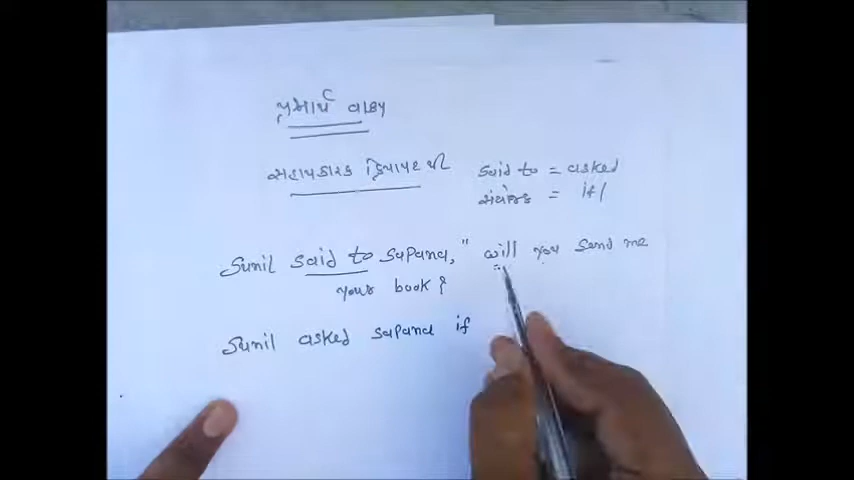 પ્રશ્નાર્થ વાક્ય
સહાયકારક ક્રિયાપદ થી
said to = asked
સંયોજક = if/
Sunil said to Sapana, " will you send me
your book ?
Sunil asked Sapana if